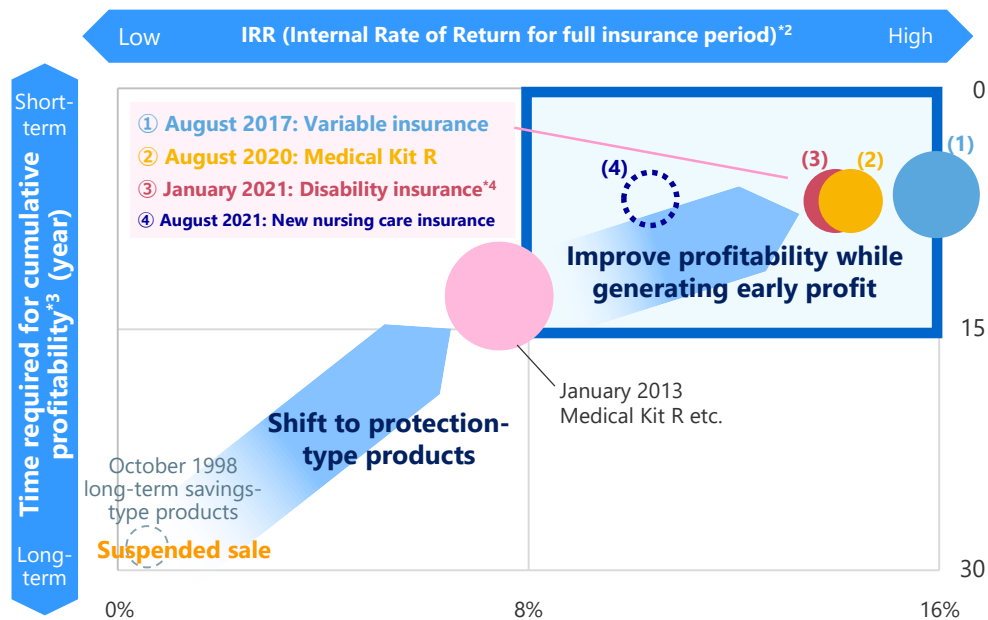 Low
IRR (Internal Rate of Return for full insurance period)*2
High
Short-
term
Time required for cumulative
profitability*3 (year)
Long-
term
① August 2017: Variable insurance
② August 2020: Medical Kit R
③ January 2021: Disability insurance*4
④ August 2021: New nursing care insurance
(4)
(3)
(2)
(1)
Improve profitability while
generating early profit
January 2013
Medical Kit R etc.
Shift to protection-
type products
October 1998
long-term savings-
type products
Suspended sale
0
15
30
0%
8%
16%